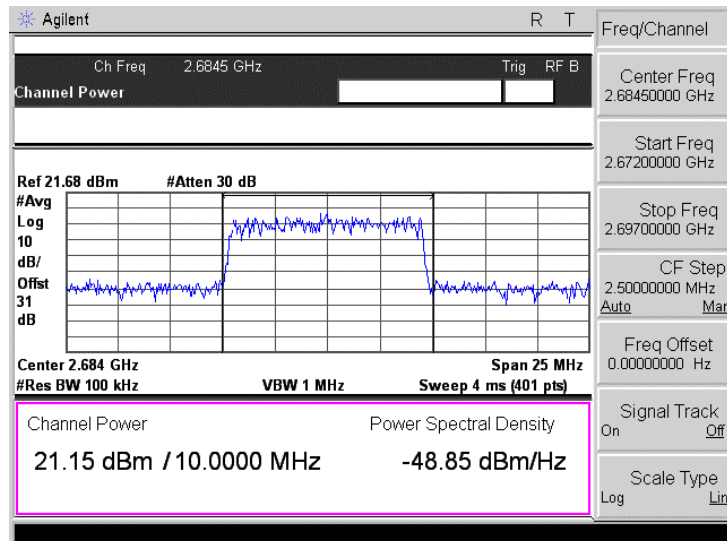 Agilent R T
Ch Freq 2.6845 GHz Trig RF B
Channel Power
Ref 21.68 dBm #Atten 30 dB
#Avg
Log
10
dB/
Offst
31
dB
Center 2.684 GHz Span 25 MHz
#Res BW 100 kHz VBW 1 MHz Sweep 4 ms (401 pts)
Channel Power Power Spectral Density
21.15 dBm / 10.0000 MHz -48.85 dBm/Hz
Freq/Channel
Center Freq
2.68450000 GHz
Start Freq
2.67200000 GHz
Stop Freq
2.69700000 GHz
CF Step
2.50000000 MHz
Auto Mar
Freq Offset
0.00000000 Hz
Signal Track
On Off
Scale Type
Log Lin